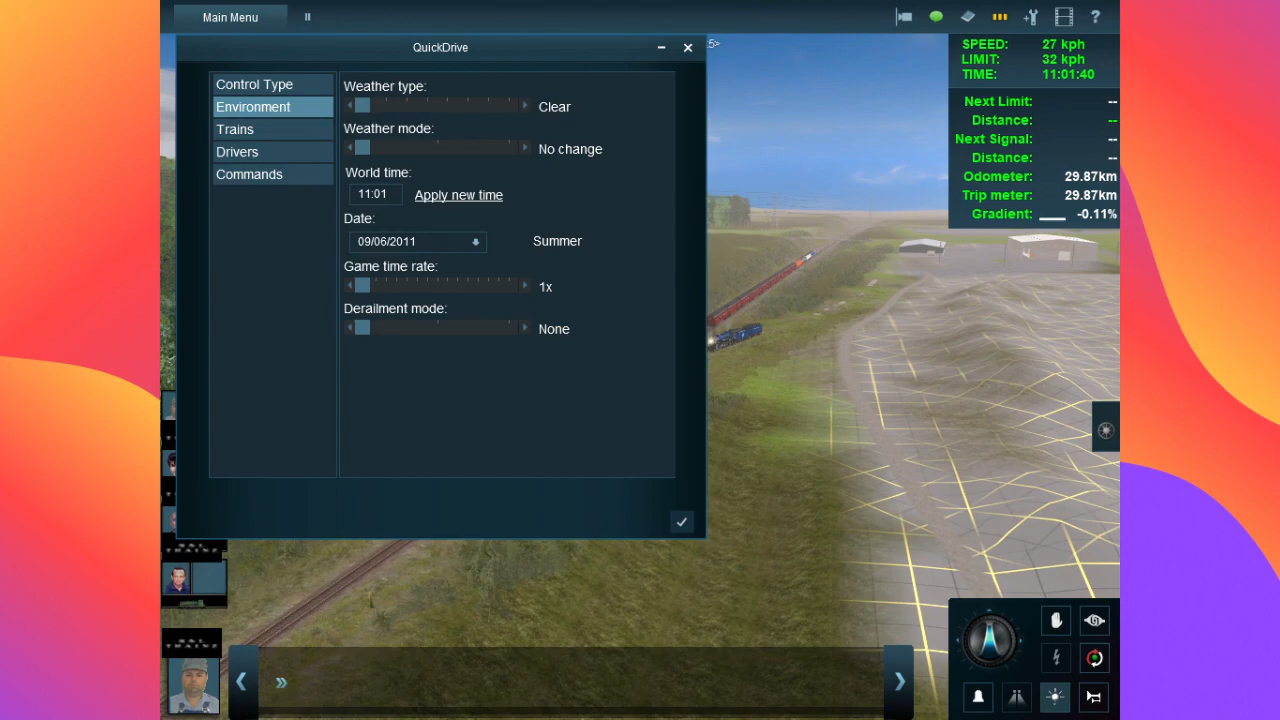 Main Menu
QuickDrive
5>
SPEED: 27 kph
LIMIT: 32 kph
TIME: 11:01:40
Control Type
Environment
Trains
Drivers
Commands
Weather type:
Clear
Weather mode:
No change
World time:
11:01 Apply new time
Date:
09/06/2011 Summer
Game time rate:
1x
Derailment mode:
None
Next Limit: --
Distance: --
Next Signal: --
Distance: --
Odometer: 29.87km
Trip meter: 29.87km
Gradient: -0.11%